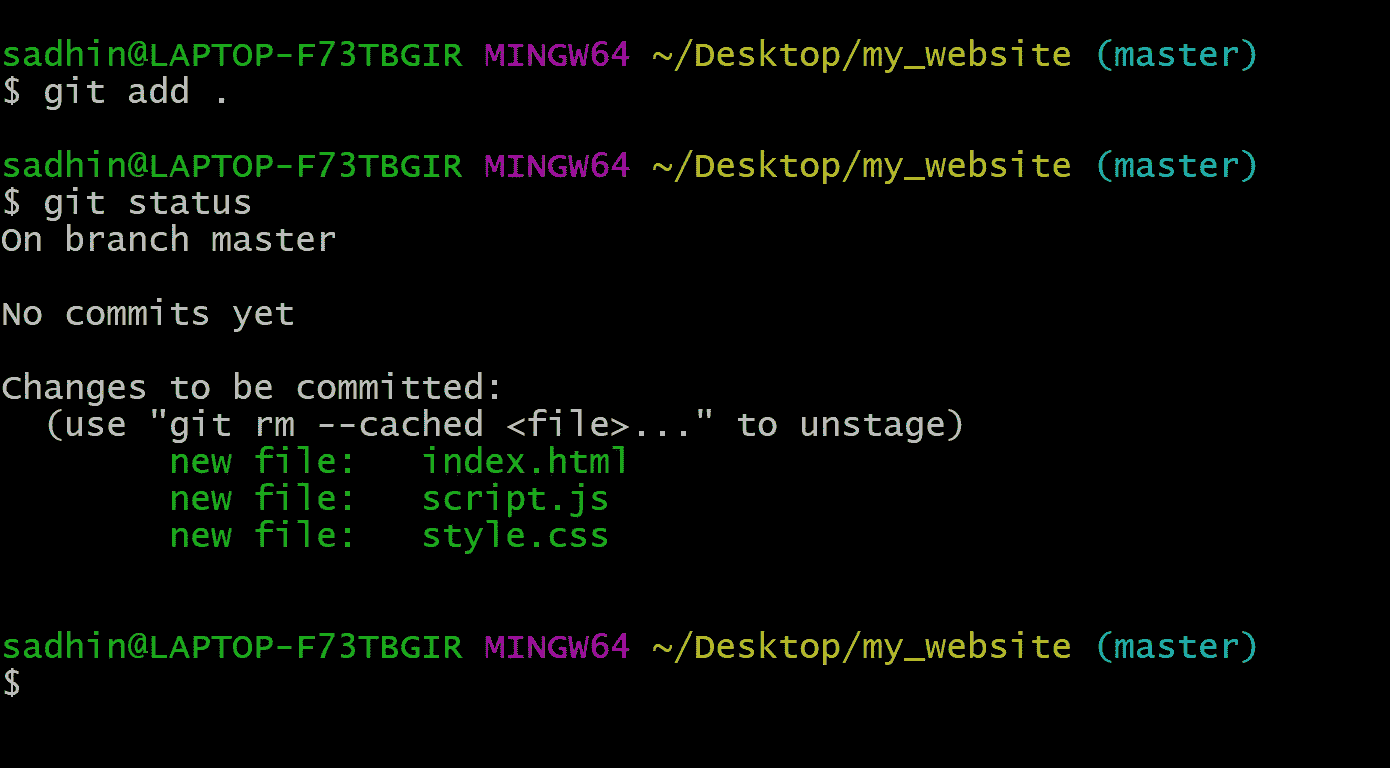 sadhin@LAPTOP-F73TBGIR MINGW64 ~/Desktop/my_website (master)
$ git add .
sadhin@LAPTOP-F73TBGIR MINGW64 ~/Desktop/my_website (master)
$ git status
On branch master
No commits yet
Changes to be committed:
  (use "git rm --cached <file>..." to unstage)
        new file:   index.html
        new file:   script.js
        new file:   style.css
sadhin@LAPTOP-F73TBGIR MINGW64 ~/Desktop/my_website (master)
$